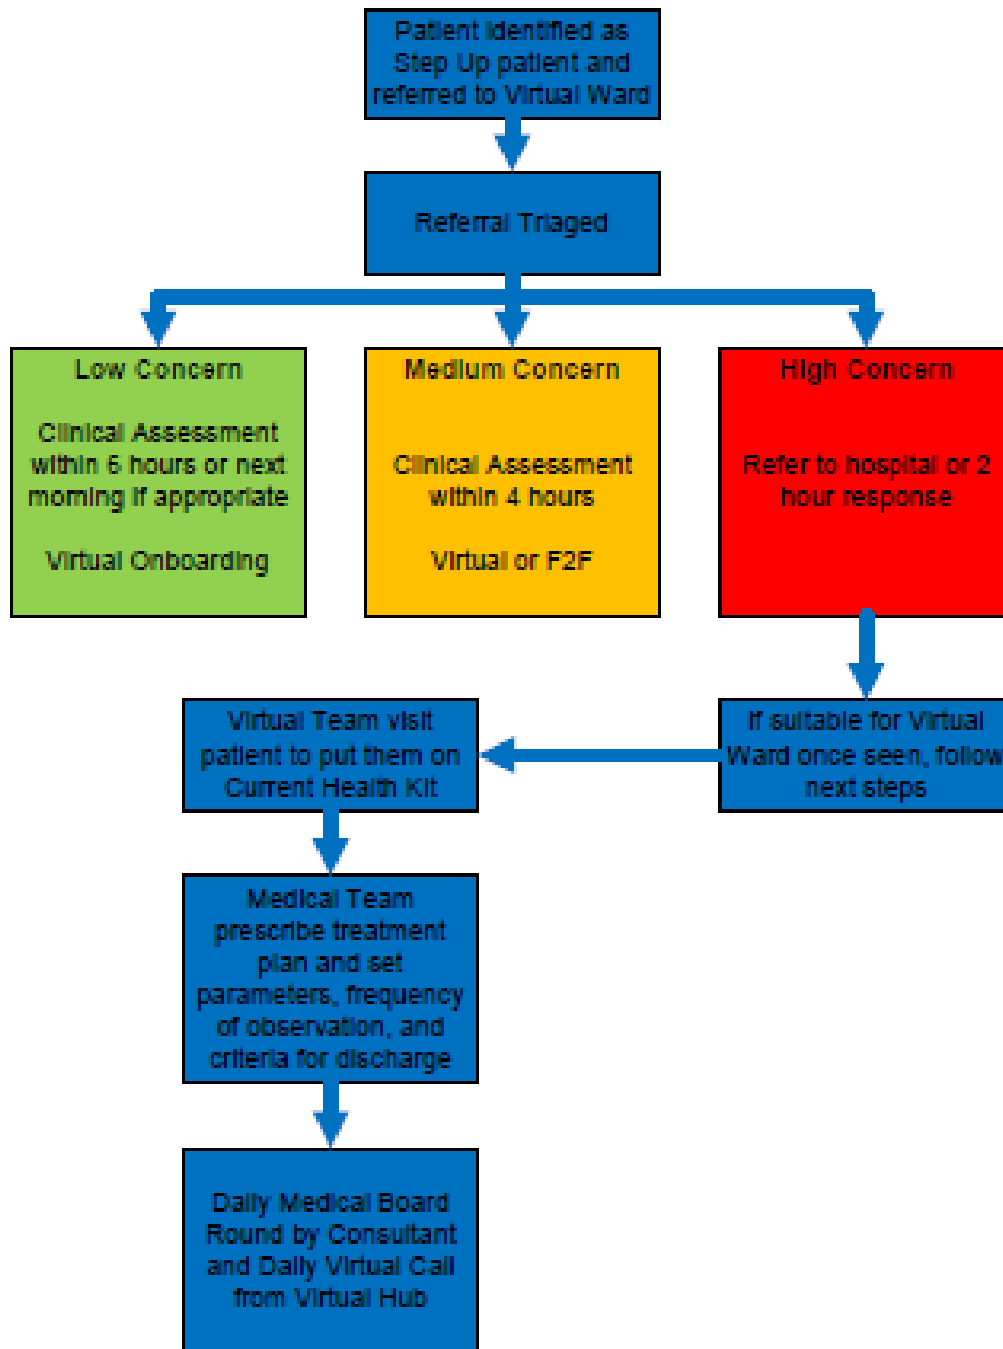 Patient identified as
Step Up patient and
referred to Virtual Ward
Referral Triaged
Low Concern
Clinical Assessment
within 6 hours or next
morning if appropriate
Virtual Onboarding
Medium Concern
Clinical Assessment
within 4 hours
Virtual or F2F
High Concern
Refer to hospital or 2
hour response
If suitable for Virtual
Ward once seen, follow
next steps
Virtual Team visit
patient to put them on
Current Health Kit
Medical Team
prescribe treatment
plan and set
parameters, frequency
of observation, and
criteria for discharge
Daily Medical Board
Round by Consultant
and Daily Virtual Call
from Virtual Hub